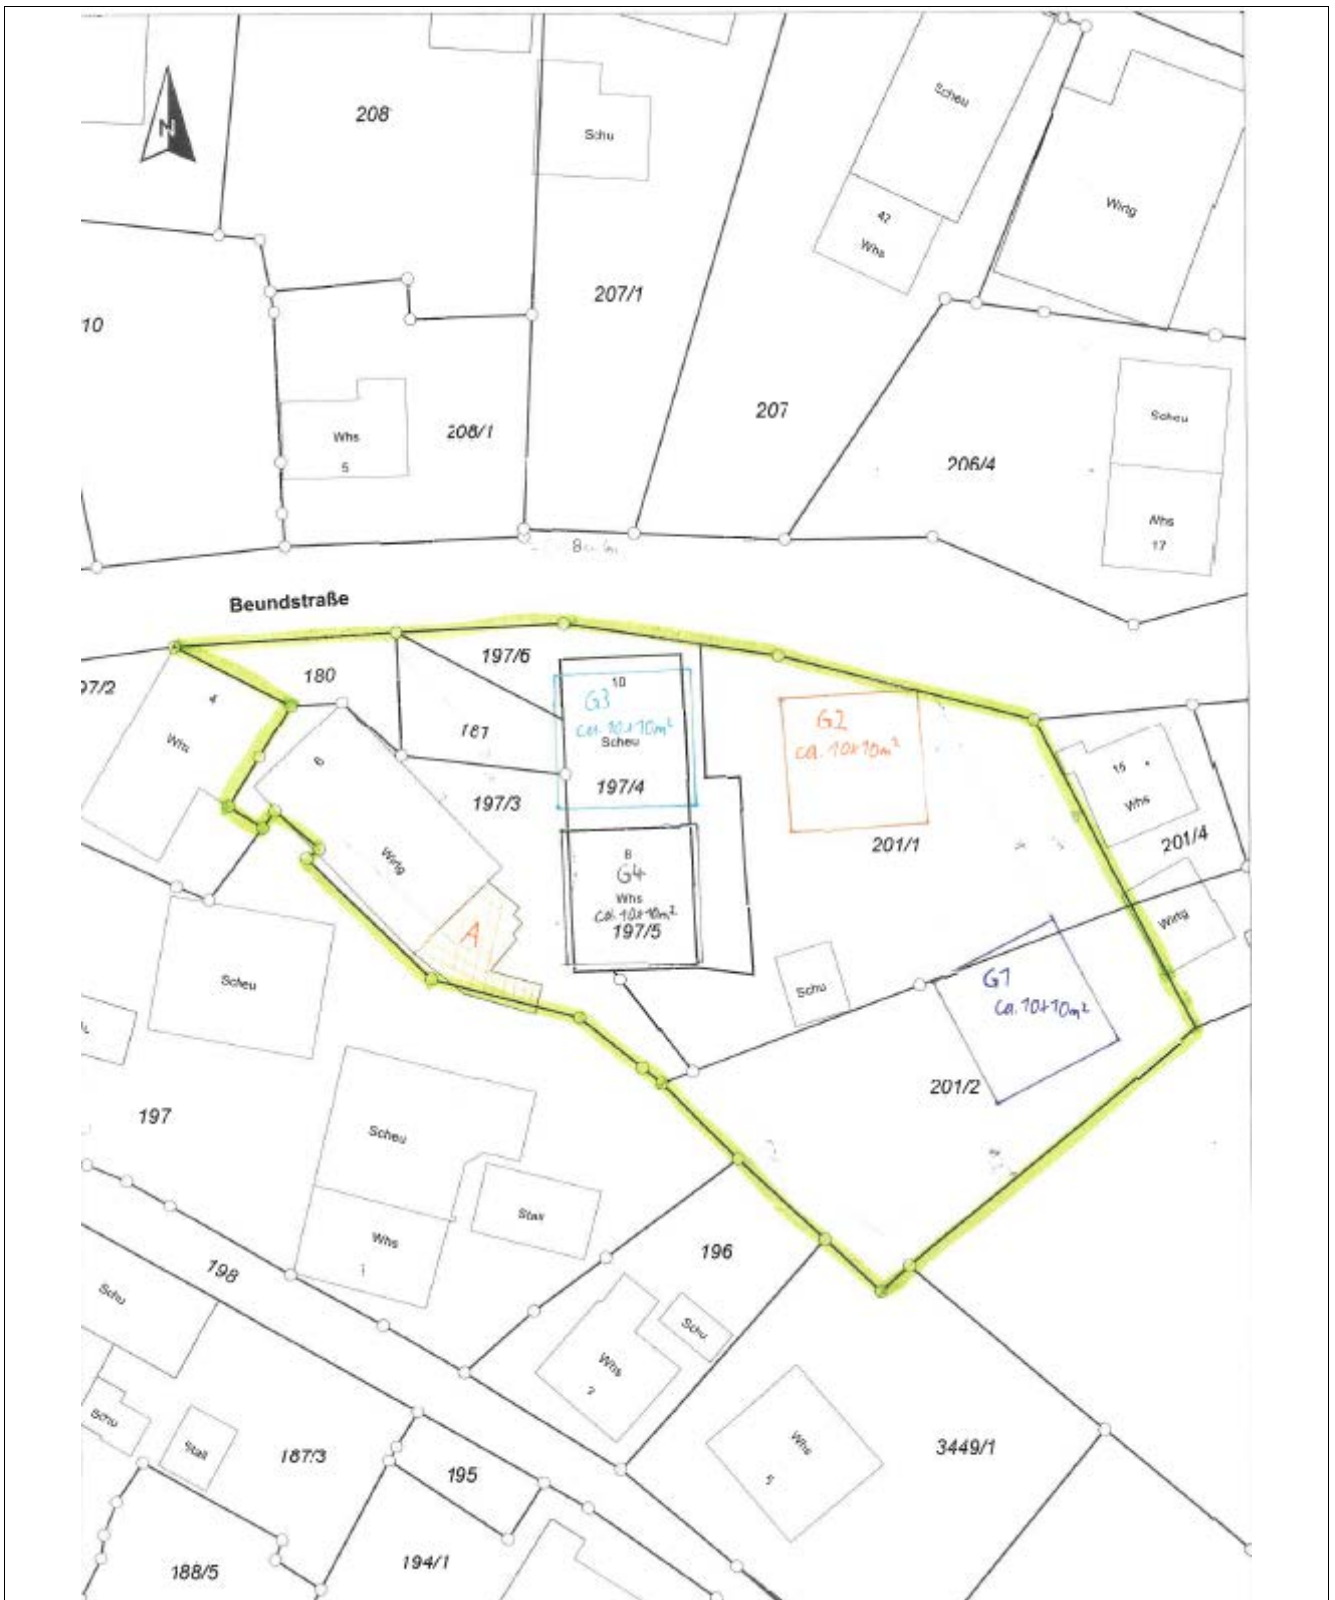 N
208
Schu
Scheu
42
Whs
Wirtg
10
207/1
Whs
5
208/1
207
206/4
Scheu
Whs
17
Beundstraße
97/2
180
197/6
4
Whs
6
181
10
G3
ca. 10x10m²
Scheu
197/4
G2
ca. 10x10m²
201/1
197/3
Wirtg
8
G4
Whs
ca. 10x10m²
197/5
A
15
Whs
201/4
Wirtg
Scheu
Schu
G1
ca. 10x10m²
201/2
197
Scheu
Stall
Whs
1
198
196
Schu
Whs
2
Schu
Schu
Stall
187/3
195
Whs
5
3449/1
188/5
194/1